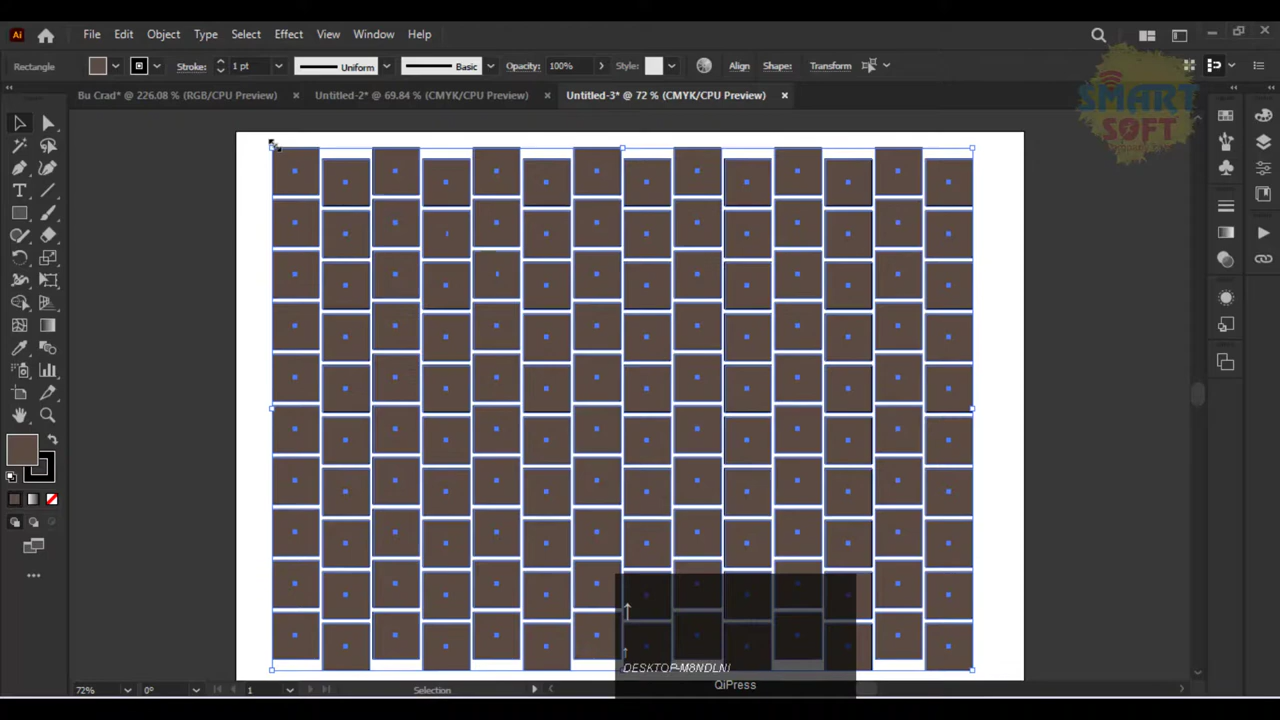 Ai
File Edit Object Type Select Effect View Window Help
Rectangle
Stroke: 1 pt Uniform Basic Opacity: 100% Style: Align Shape: Transform
Bu Crad* @ 226.08 % (RGB/CPU Preview) × Untitled-2* @ 69.84 % (CMYK/CPU Preview) × Untitled-3* @ 72 % (CMYK/CPU Preview) ×
SMART
SOFT
DESKTOP-M8NDLNI
QiPress
72% 0° 1 Selection